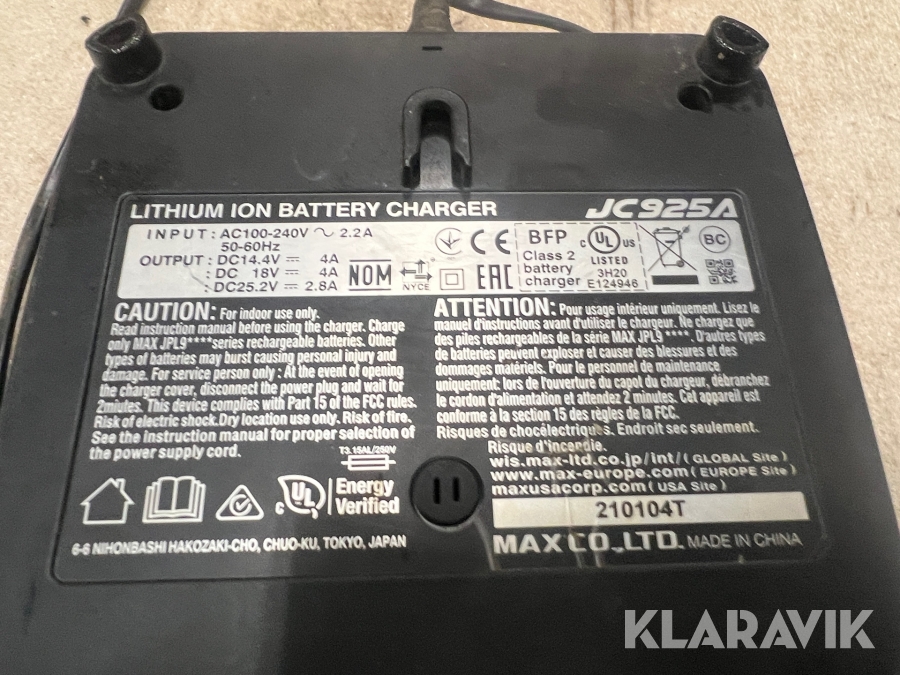 LITHIUM ION BATTERY CHARGER JC925A
INPUT : AC100-240V ~ 2.2A
50-60Hz
OUTPUT : DC14.4V ⎓ 4A
: DC 18V ⎓ 4A
: DC25.2V ⎓ 2.8A
NOM
NYCE
CE
EAC
BFP
Class 2
battery
charger
c UL us
LISTED
3H20
E124946
BC
CAUTION: For indoor use only.
Read instruction manual before using the charger. Charge
only MAX JPL9****series rechargeable batteries. Other
types of batteries may burst causing personal injury and
damage. For service person only : At the event of opening
the charger cover, disconnect the power plug and wait for
2miutes. This device complies with Part 15 of the FCC rules.
Risk of electric shock.Dry location use only. Risk of fire.
See the instruction manual for proper selection of
the power supply cord.
T3.15AL/250V
c UL
Energy
Verified
6-6 NIHONBASHI HAKOZAKI-CHO, CHUO-KU, TOKYO, JAPAN
ATTENTION: Pour usage intérieur uniquement. Lisez le
manuel d'instructions avant d'utiliser le chargeur. Ne chargez que
des piles rechargeables de la série MAX JPL9 ****. D'autres types
de batteries peuvent exploser et causer des blessures et des
dommages matériels. Pour le personnel de maintenance
uniquement: lors de l'ouverture du capot du chargeur, débranchez
le cordon d'alimentation et attendez 2 minutes. Cet appareil est
conforme à la section 15 des règles de la FCC.
Risques de chocélectriques. Endroit sec seulement.
Risque d'incendie.
wis.max-ltd.co.jp/int/ ( GLOBAL Site )
www.max-europe.com ( EUROPE Site )
maxusacorp.com ( USA Site )
210104T
MAX CO.,LTD. MADE IN CHINA
KLARAVIK